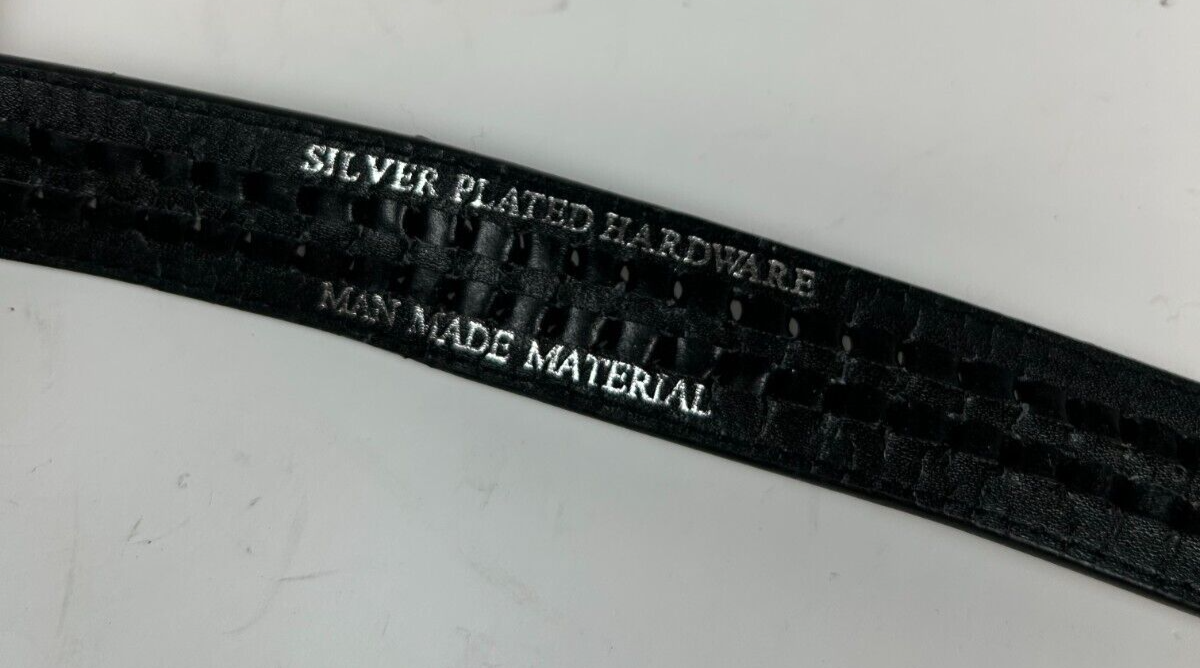 SILVER PLATED HARDWARE
MAN MADE MATERIAL